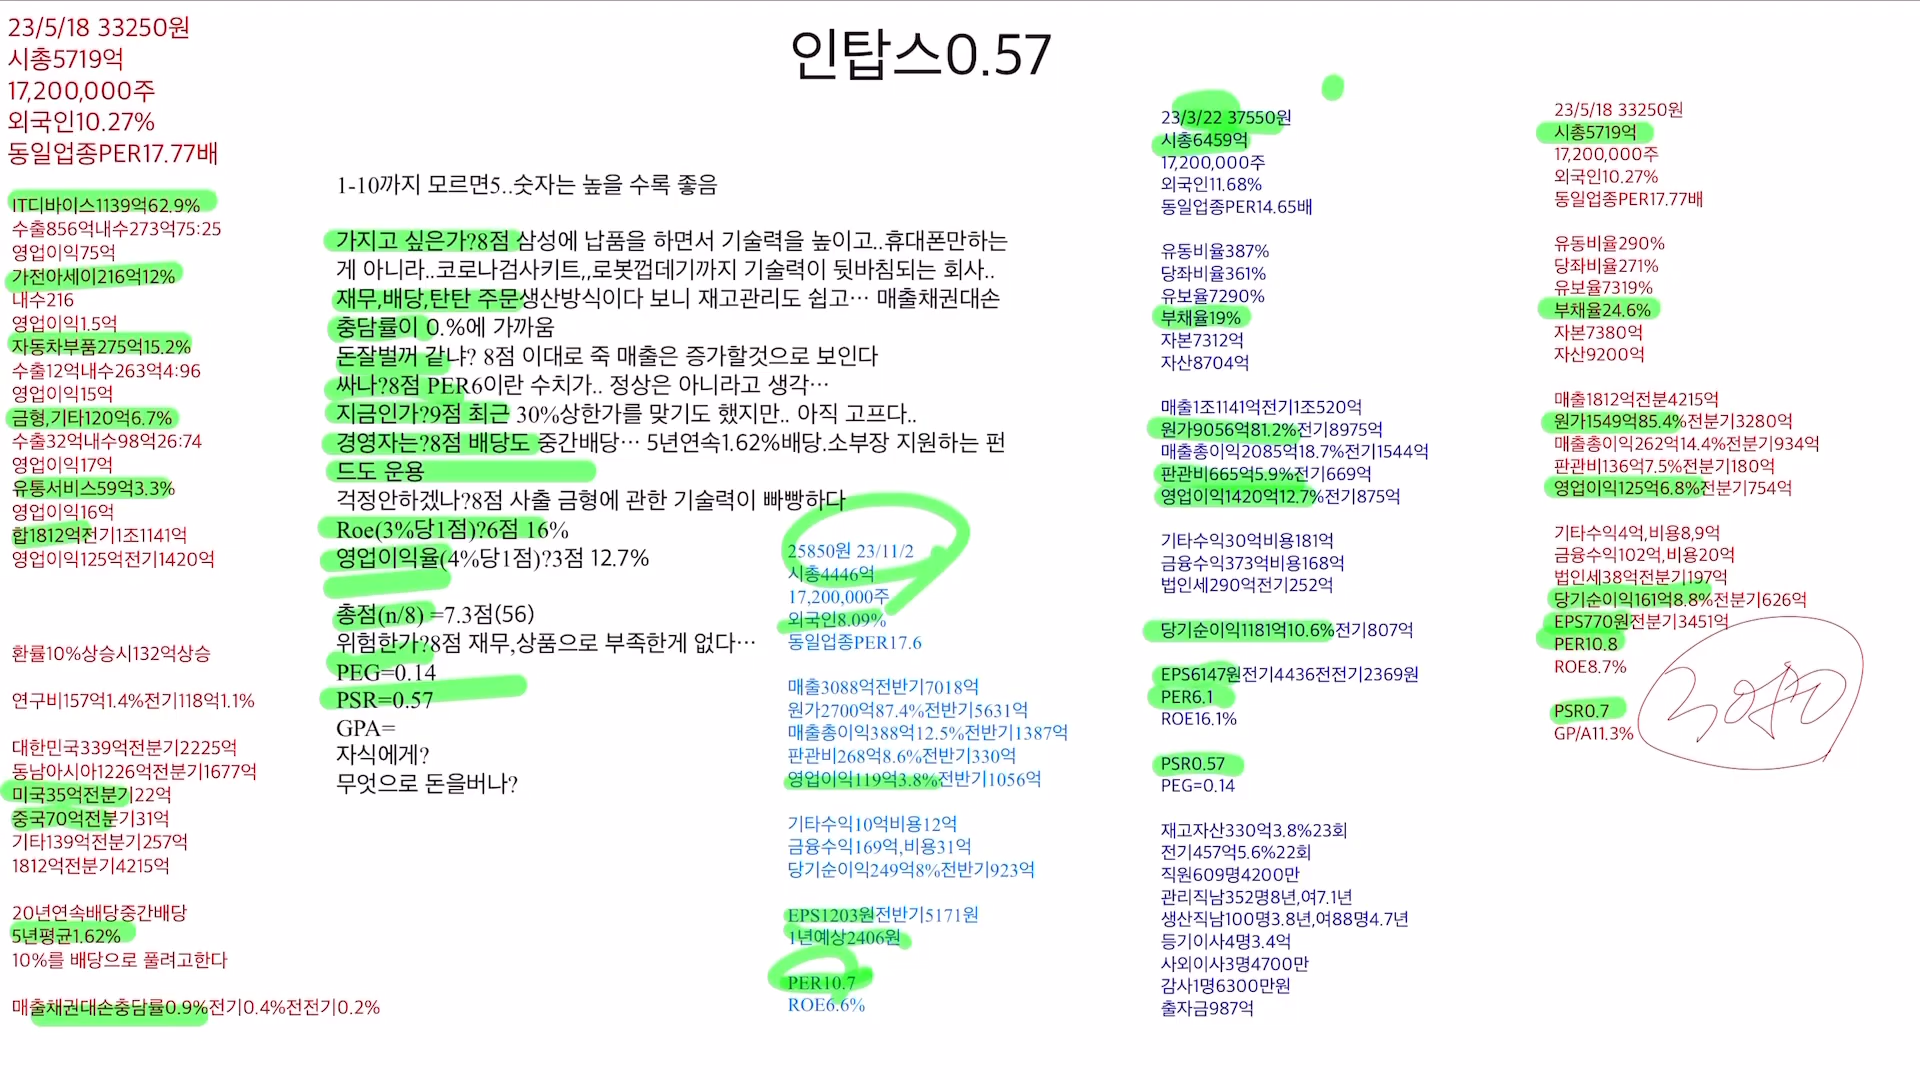 인탑스0.57
23/5/18 33250원
시총5719억
17,200,000주
외국인10.27%
동일업종PER17.77배
IT디바이스1139억62.9%
수출856억내수273억75:25
영업이익75억
가전아세이216억12%
내수216
영업이익1.5억
자동차부품275억15.2%
수출12억내수263억4:96
영업이익15억
금형,기타120억6.7%
수출32억내수98억26:74
영업이익17억
유통서비스59억3.3%
영업이익16억
합1812억전기1조1141억
영업이익125억전기1420억
환률10%상승시132억상승
연구비157억1.4%전기118억1.1%
대한민국339억전분기2225억
동남아시아1226억전분기1677억
미국35억전분기22억
중국70억전분기31억
기타139억전분기257억
1812억전분기4215억
20년연속배당중간배당
5년평균1.62%
10%를 배당으로 풀려고한다
매출채권대손충담률0.9%전기0.4%전전기0.2%
1-10까지 모르면5..숫자는 높을 수록 좋음
가지고 싶은가?8점 삼성에 납품을 하면서 기술력을 높이고..휴대폰만하는
게 아니라..코로나검사키트,,로봇껍데기까지 기술력이 뒷바침되는 회사..
재무,배당,탄탄 주문생산방식이다 보니 재고관리도 쉽고… 매출채권대손
충담률이 0.%에 가까움
돈잘벌꺼 같냐? 8점 이대로 죽 매출은 증가할것으로 보인다
싸나?8점 PER6이란 수치가.. 정상은 아니라고 생각…
지금인가?9점 최근 30%상한가를 맞기도 했지만.. 아직 고프다..
경영자는?8점 배당도 중간배당… 5년연속1.62%배당.소부장 지원하는 펀
드도 운용
걱정안하겠나?8점 사출 금형에 관한 기술력이 빠빵하다
Roe(3%당1점)?6점 16%
영업이익율(4%당1점)?3점 12.7%
총점(n/8) =7.3점(56)
위험한가?8점 재무,상품으로 부족한게 없다…
PEG=0.14
PSR=0.57
GPA=
자식에게?
무엇으로 돈을버나?
25850원 23/11/2
시총4446억
17,200,000주
외국인8.09%
동일업종PER17.6
매출3088억전반기7018억
원가2700억87.4%전반기5631억
매출총이익388억12.5%전반기1387억
판관비268억8.6%전반기330억
영업이익119억3.8%전반기1056억
기타수익10억비용12억
금융수익169억,비용31억
당기순이익249억8%전반기923억
EPS1203원전반기5171원
1년예상2406원
PER10.7
ROE6.6%
23/3/22 37550원
시총6459억
17,200,000주
외국인11.68%
동일업종PER14.65배
유동비율387%
당좌비율361%
유보율7290%
부채율19%
자본7312억
자산8704억
매출1조1141억전기1조520억
원가9056억81.2%전기8975억
매출총이익2085억18.7%전기1544억
판관비665억5.9%전기669억
영업이익1420억12.7%전기875억
기타수익30억비용181억
금융수익373억비용168억
법인세290억전기252억
당기순이익1181억10.6%전기807억
EPS6147원전기4436전전기2369원
PER6.1
ROE16.1%
PSR0.57
PEG=0.14
재고자산330억3.8%23회
전기457억5.6%22회
직원609명4200만
관리직남352명8년,여7.1년
생산직남100명3.8년,여88명4.7년
등기이사4명3.4억
사외이사3명4700만
감사1명6300만원
출자금987억
23/5/18 33250원
시총5719억
17,200,000주
외국인10.27%
동일업종PER17.77배
유동비율290%
당좌비율271%
유보율7319%
부채율24.6%
자본7380억
자산9200억
매출1812억전분4215억
원가1549억85.4%전분기3280억
매출총이익262억14.4%전분기934억
판관비136억7.5%전분기180억
영업이익125억6.8%전분기754억
기타수익4억,비용8,9억
금융수익102억,비용20억
법인세38억전분기197억
당기순이익161억8.8%전분기626억
EPS770원전분기3451원
PER10.8
ROE8.7%
PSR0.7
GP/A11.3%